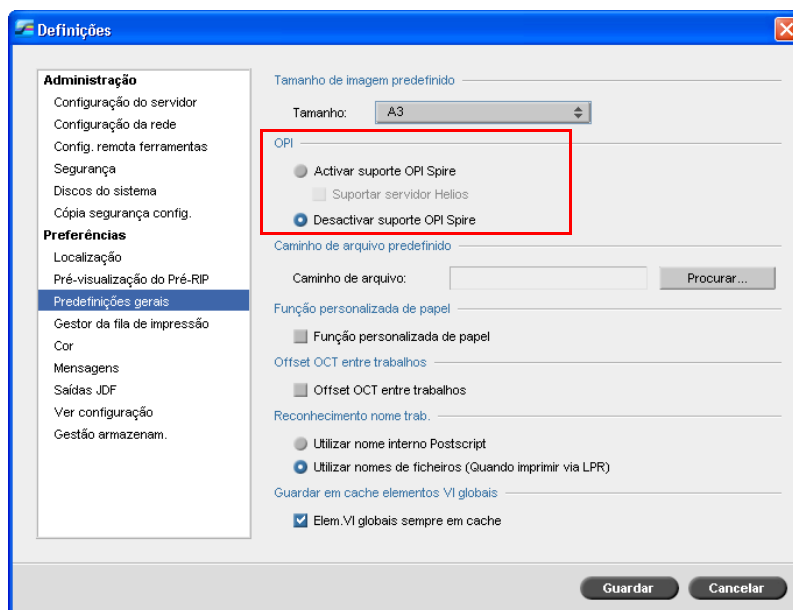 Definições
Administração
Configuração do servidor
Configuração da rede
Config. remota ferramentas
Segurança
Discos do sistema
Cópia segurança config.
Preferências
Localização
Pré-visualização do Pré-RIP
Predefinições gerais
Gestor da fila de impressão
Cor
Mensagens
Saídas JDF
Ver configuração
Gestão armazenam.
Tamanho de imagem predefinido
Tamanho: A3
OPI
Activar suporte OPI Spire
Suportar servidor Helios
Desactivar suporte OPI Spire
Caminho de arquivo predefinido
Caminho de arquivo: Procurar...
Função personalizada de papel
Função personalizada de papel
Offset OCT entre trabalhos
Offset OCT entre trabalhos
Reconhecimento nome trab.
Utilizar nome interno Postscript
Utilizar nomes de ficheiros (Quando imprimir via LPR)
Guardar em cache elementos VI globais
Elem.VI globais sempre em cache
Guardar Cancelar